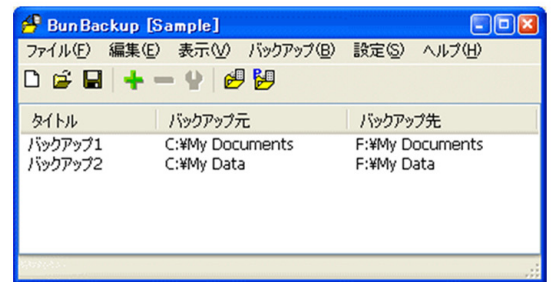 BunBackup [Sample]
ファイル(F) 編集(E) 表示(V) バックアップ(B) 設定(S) ヘルプ(H)
タイトル バックアップ元 バックアップ先
バックアップ1 C:¥My Documents F:¥My Documents
バックアップ2 C:¥My Data F:¥My Data